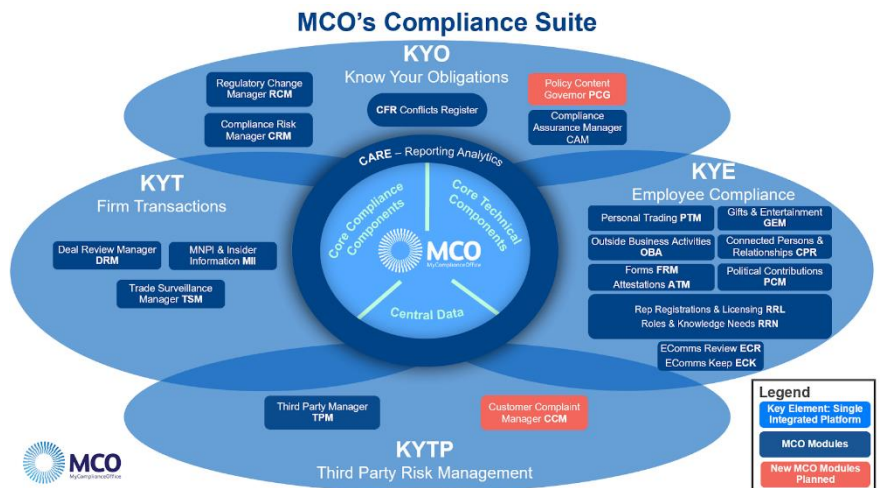 MCO's Compliance Suite
KYO
Know Your Obligations
Regulatory Change
Manager RCM
Compliance Risk
Manager CRM
CFR Conflicts Register
Policy Content
Governor PCG
Compliance
Assurance Manager
CAM
KYT
Firm Transactions
Deal Review Manager
DRM
MNPI & Insider
Information MII
Trade Surveillance
Manager TSM
CARE – Reporting Analytics
Core Compliance
Components
Core Technical
Components
MCO
MyComplianceOffice
Central Data
KYE
Employee Compliance
Personal Trading PTM
Gifts & Entertainment
GEM
Outside Business Activities
OBA
Connected Persons &
Relationships CPR
Forms FRM
Attestations ATM
Political Contributions
PCM
Rep Registrations & Licensing RRL
Roles & Knowledge Needs RRN
EComms Review ECR
EComms Keep ECK
Third Party Manager
TPM
Customer Complaint
Manager CCM
KYTP
Third Party Risk Management
MCO
MyComplianceOffice
Legend
Key Element: Single
Integrated Platform
MCO Modules
New MCO Modules
Planned